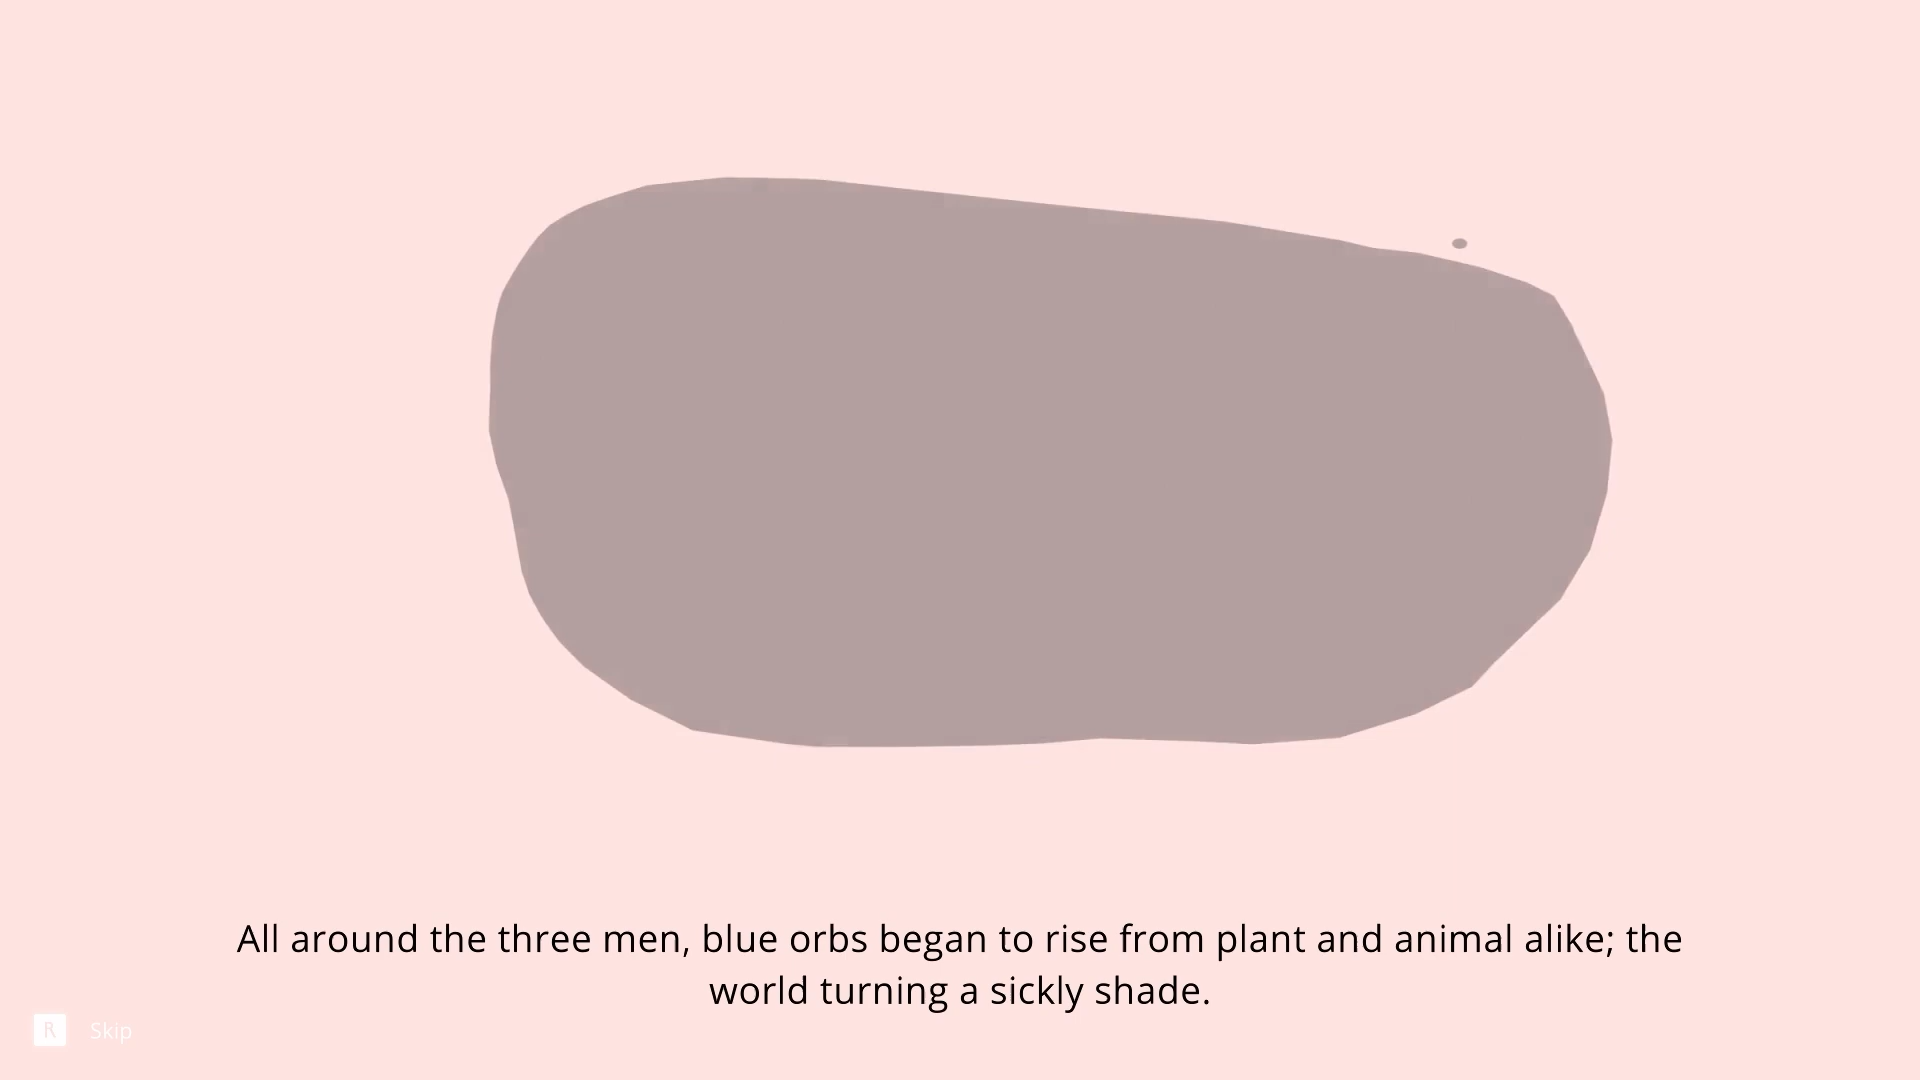 All around the three men, blue orbs began to rise from plant and animal alike; the
world turning a sickly shade.
R Skip